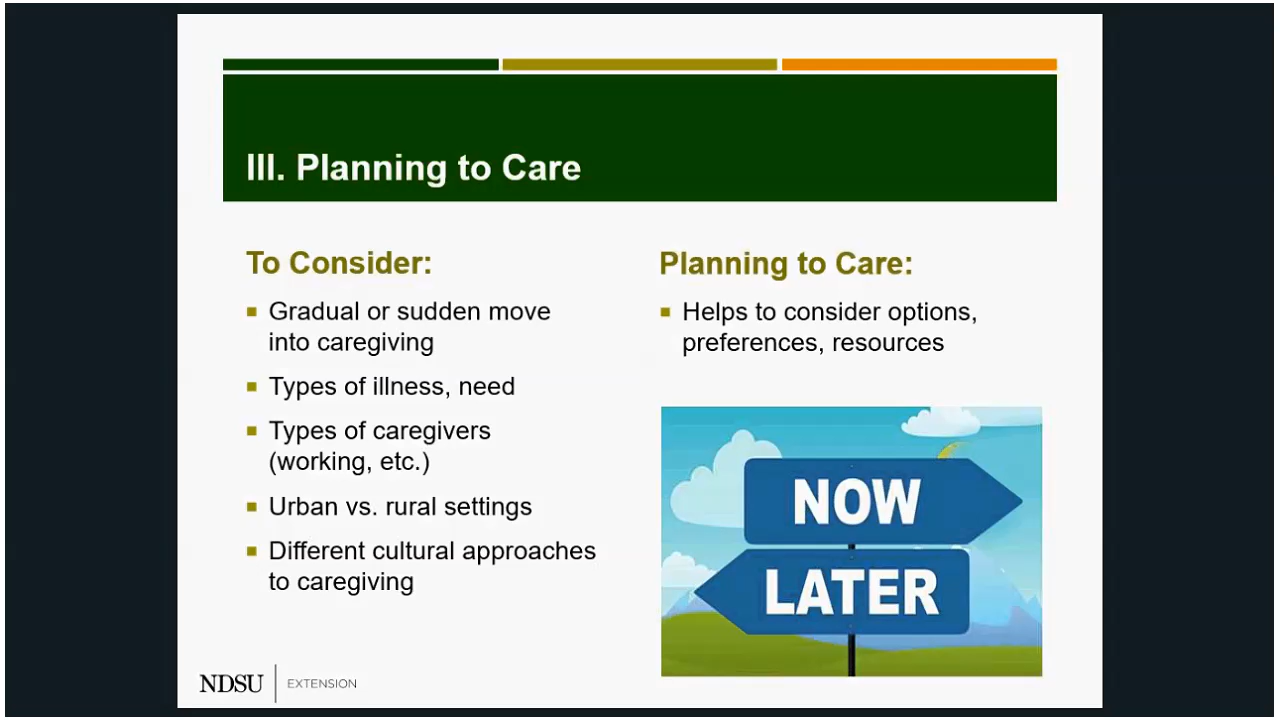 III. Planning to Care
To Consider:
Gradual or sudden move
into caregiving
Types of illness, need
Types of caregivers
(working, etc.)
Urban vs. rural settings
Different cultural approaches
to caregiving
Planning to Care:
Helps to consider options,
preferences, resources
NOW
LATER
NDSU EXTENSION